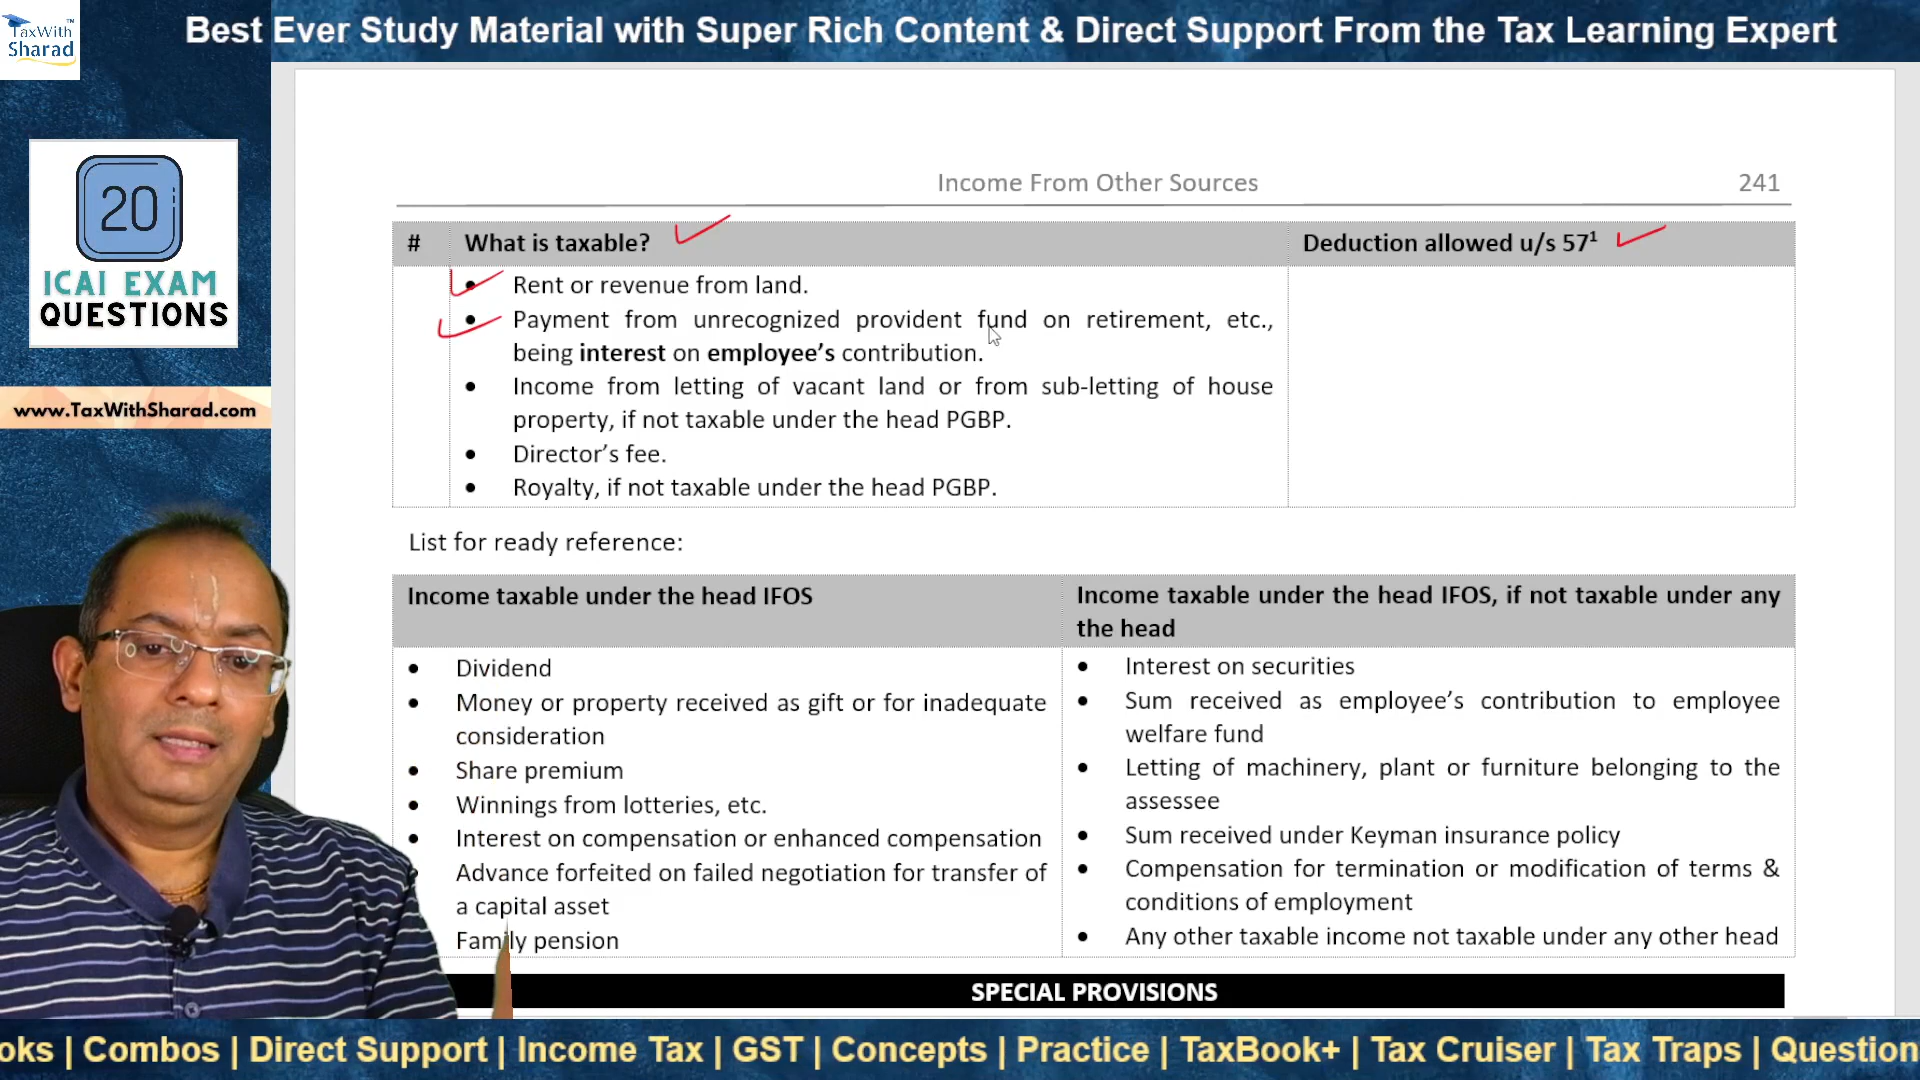 TaxWith
Sharad
Best Ever Study Material with Super Rich Content & Direct Support From the Tax Learning Expert
20
ICAI EXAM
QUESTIONS
www.TaxWithSharad.com
Income From Other Sources 241
# What is taxable? Deduction allowed u/s 57¹
• Rent or revenue from land.
• Payment from unrecognized provident fund on retirement, etc.,
being interest on employee’s contribution.
• Income from letting of vacant land or from sub-letting of house
property, if not taxable under the head PGBP.
• Director’s fee.
• Royalty, if not taxable under the head PGBP.
List for ready reference:
Income taxable under the head IFOS
• Dividend
• Money or property received as gift or for inadequate
consideration
• Share premium
• Winnings from lotteries, etc.
• Interest on compensation or enhanced compensation
Advance forfeited on failed negotiation for transfer of
a capital asset
Family pension
Income taxable under the head IFOS, if not taxable under any
the head
• Interest on securities
• Sum received as employee’s contribution to employee
welfare fund
• Letting of machinery, plant or furniture belonging to the
assessee
• Sum received under Keyman insurance policy
• Compensation for termination or modification of terms &
conditions of employment
• Any other taxable income not taxable under any other head
SPECIAL PROVISIONS
oks | Combos | Direct Support | Income Tax | GST | Concepts | Practice | TaxBook+ | Tax Cruiser | Tax Traps | Question